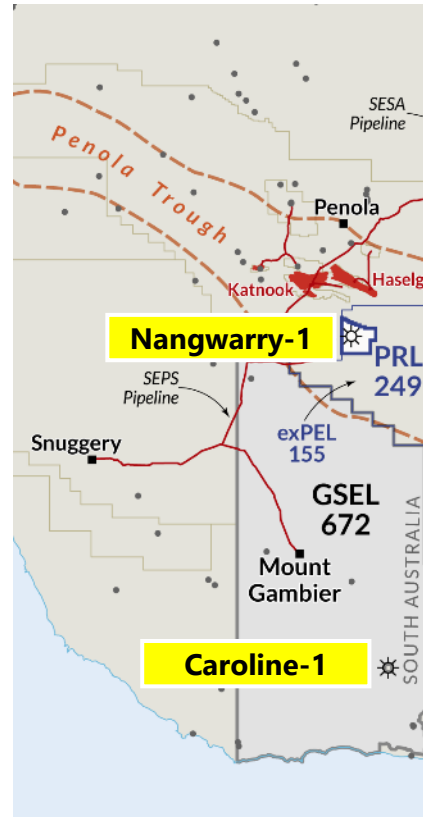 SESA
Pipeline
Penola Trough
Penola
Katnook
Haselg
Nangwarry-1
PRL
249
SEPS
Pipeline
exPEL
155
Snuggery
GSEL
672
Mount
Gambier
SOUTH AUSTRALIA
Caroline-1